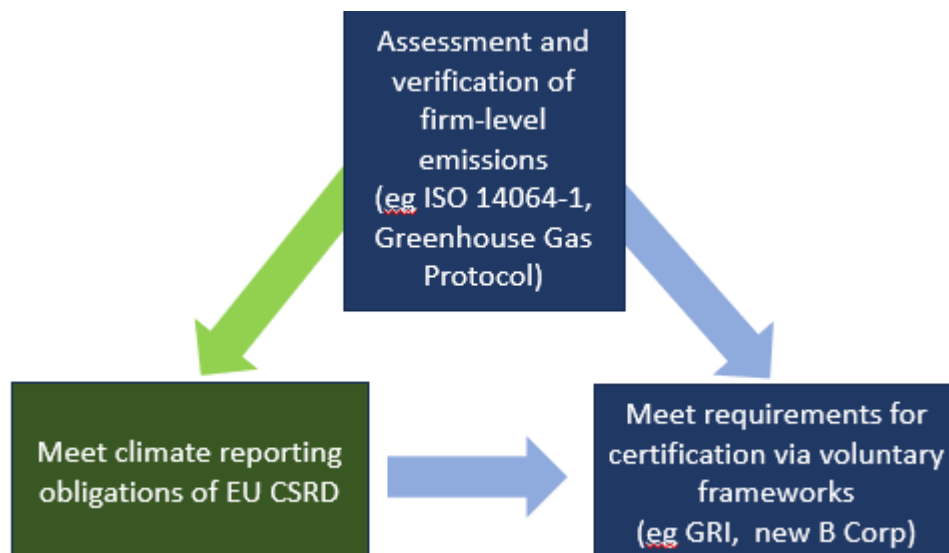 Assessment and
verification of
firm-level
emissions
(eg ISO 14064-1,
Greenhouse Gas
Protocol)
Meet climate reporting
obligations of EU CSRD
Meet requirements for
certification via voluntary
frameworks
(eg GRI,  new B Corp)